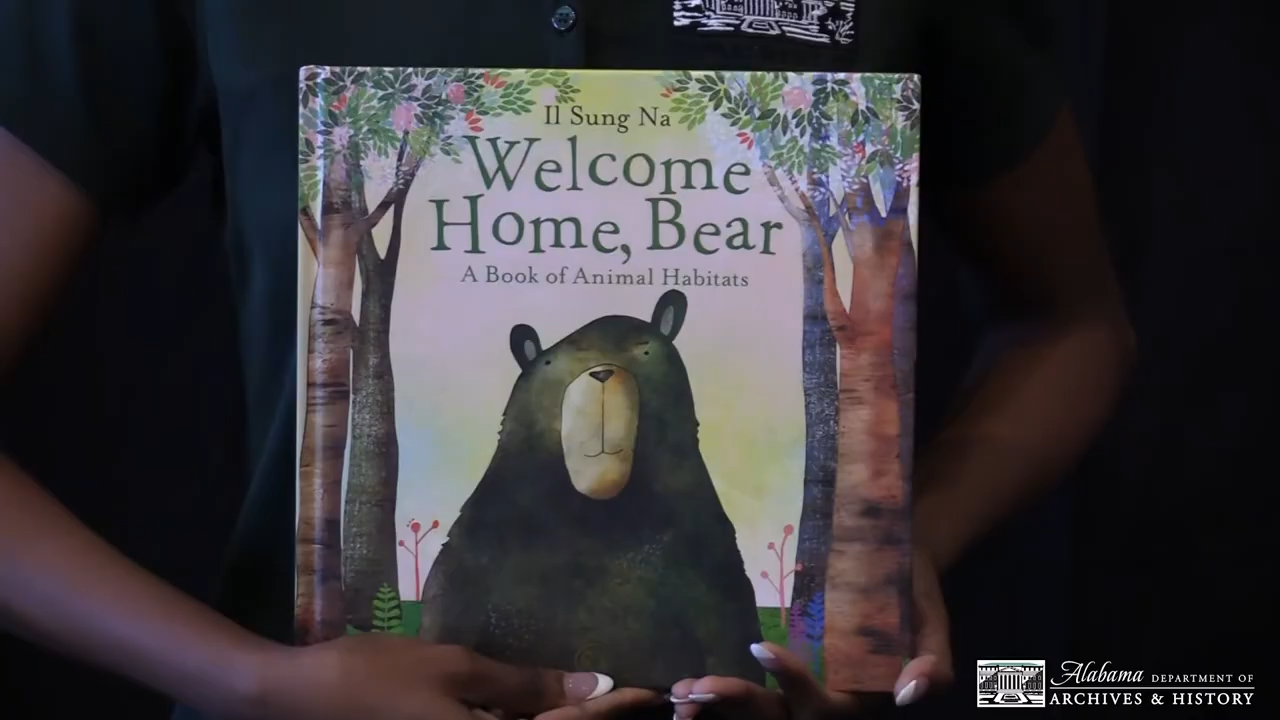 Il Sung Na
Welcome
Home, Bear
A Book of Animal Habitats
Alabama DEPARTMENT OF
ARCHIVES & HISTORY